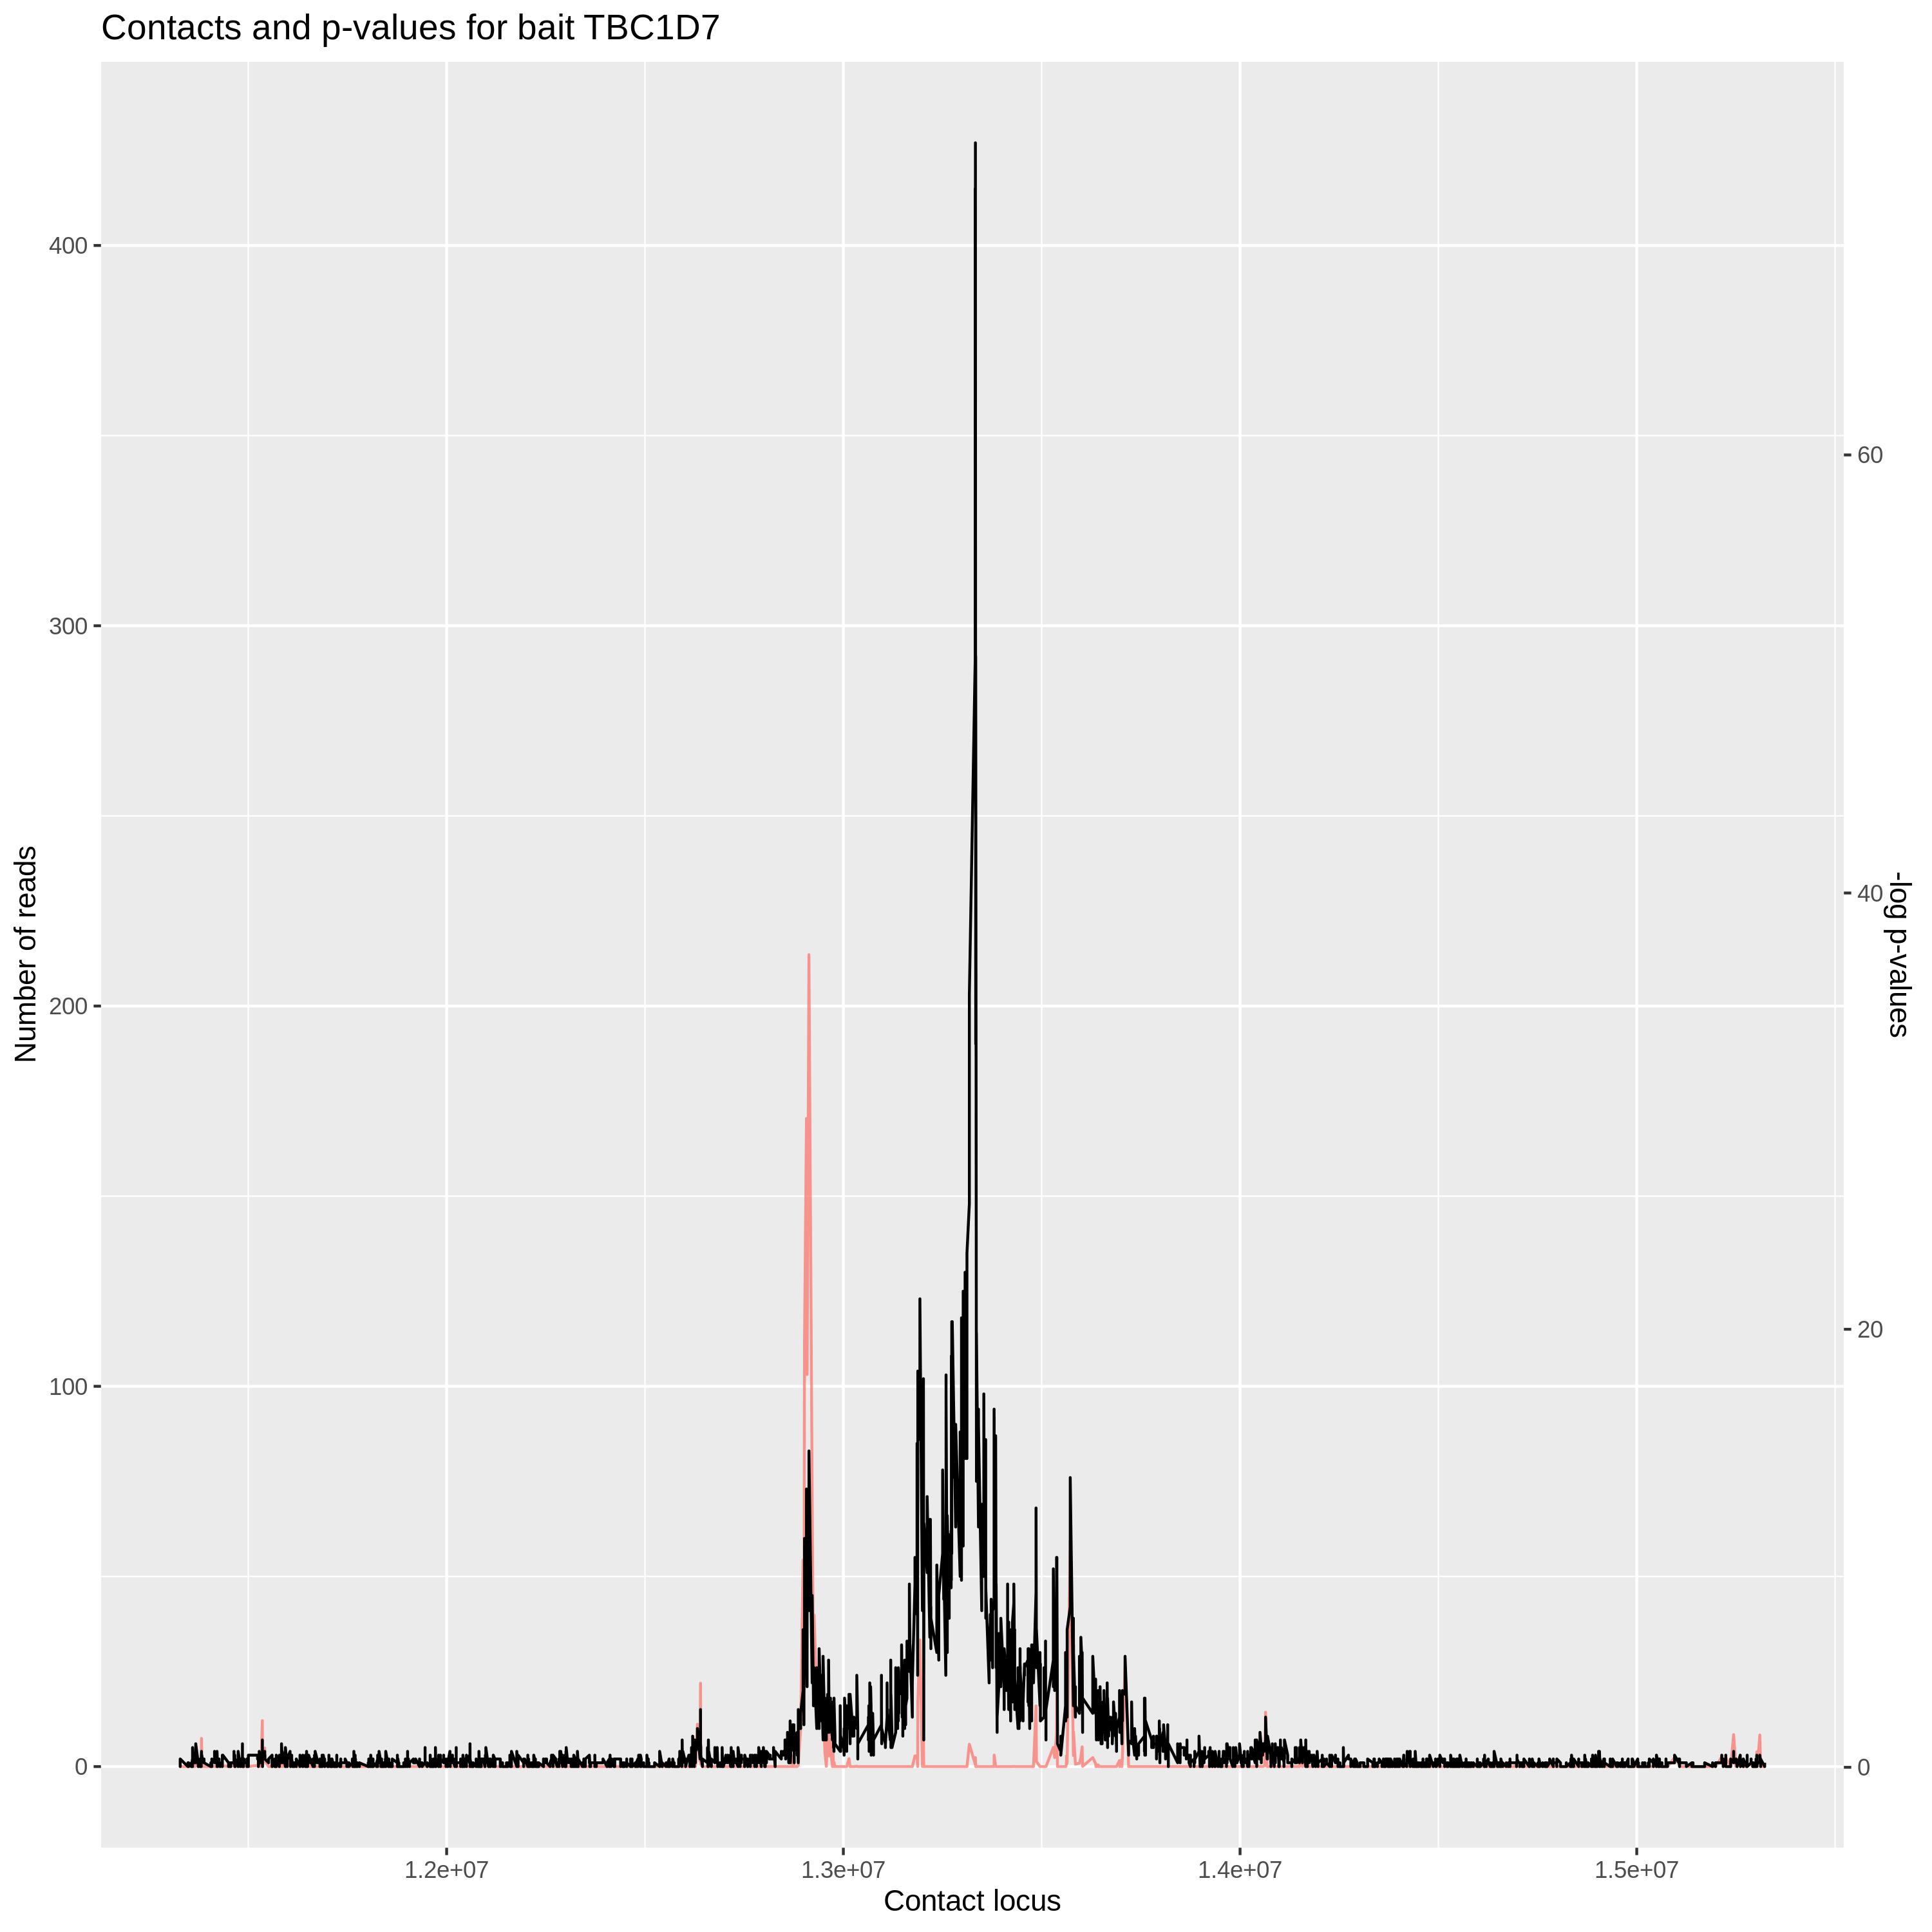 Contacts and p-values for bait TBC1D7
400
300
200
100
0
Number of reads
60
40
20
0
-log p-values
1.2e+07 1.3e+07 1.4e+07 1.5e+07
Contact locus